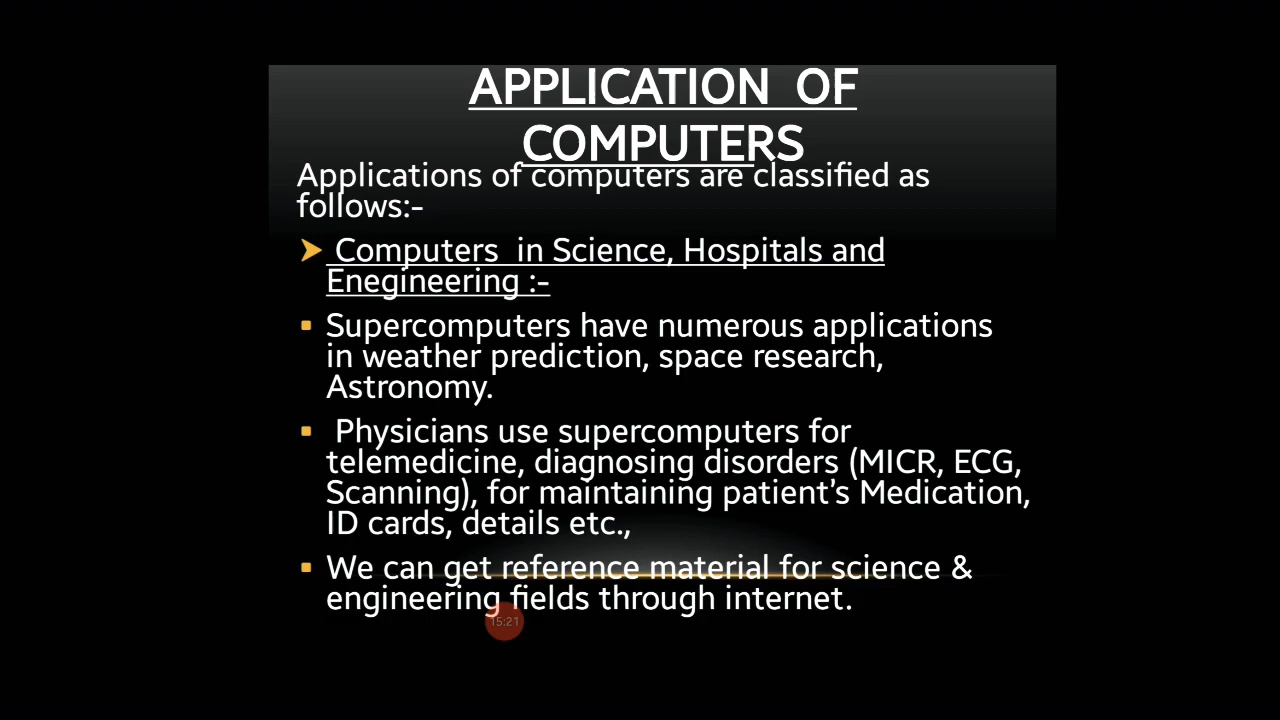 APPLICATION OF
COMPUTERS
Applications of computers are classified as
follows:-
Computers in Science, Hospitals and
Enegineering :-
Supercomputers have numerous applications
in weather prediction, space research,
Astronomy.
Physicians use supercomputers for
telemedicine, diagnosing disorders (MICR, ECG,
Scanning), for maintaining patient's Medication,
ID cards, details etc.,
We can get reference material for science &
engineering fields through internet.
15:21